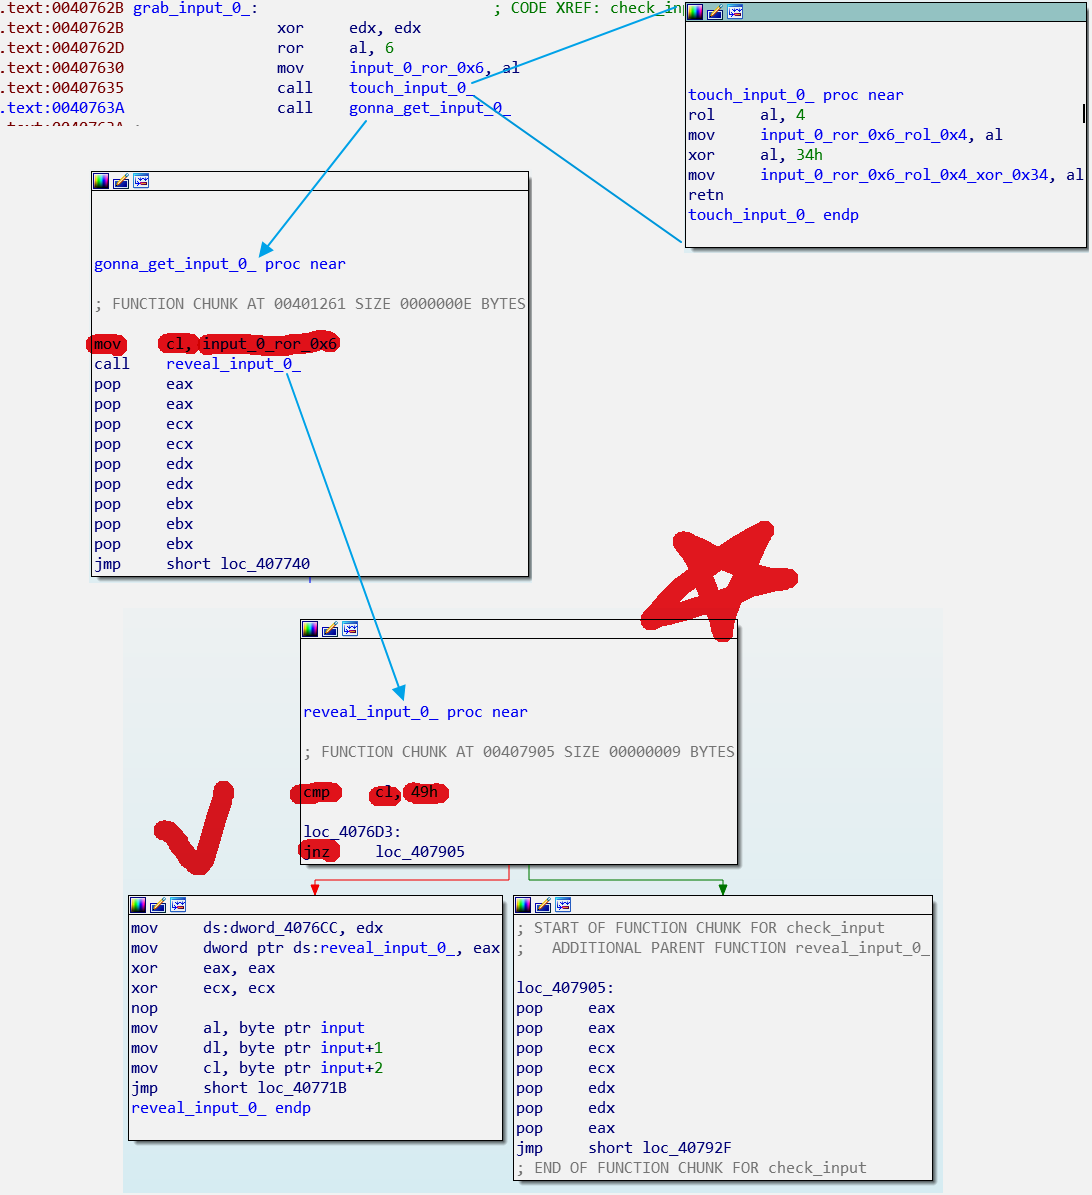 .text:0040762B grab_input_0_: ; CODE XREF: check_inp
.text:0040762B xor edx, edx
.text:0040762D ror al, 6
.text:00407630 mov input_0_ror_0x6, al
.text:00407635 call touch_input_0_
.text:0040763A call gonna_get_input_0_
touch_input_0_ proc near
rol al, 4
mov input_0_ror_0x6_rol_0x4, al
xor al, 34h
mov input_0_ror_0x6_rol_0x4_xor_0x34, al
retn
touch_input_0_ endp
gonna_get_input_0_ proc near
; FUNCTION CHUNK AT 00401261 SIZE 0000000E BYTES
mov cl, input_0_ror_0x6
call reveal_input_0_
pop eax
pop eax
pop ecx
pop ecx
pop edx
pop edx
pop ebx
pop ebx
pop ebx
jmp short loc_407740
reveal_input_0_ proc near
; FUNCTION CHUNK AT 00407905 SIZE 00000009 BYTES
cmp cl, 49h
loc_4076D3:
jnz loc_407905
mov ds:dword_4076CC, edx
mov dword ptr ds:reveal_input_0_, eax
xor eax, eax
xor ecx, ecx
nop
mov al, byte ptr input
mov dl, byte ptr input+1
mov cl, byte ptr input+2
jmp short loc_40771B
reveal_input_0_ endp
; START OF FUNCTION CHUNK FOR check_input
; ADDITIONAL PARENT FUNCTION reveal_input_0_
loc_407905:
pop eax
pop eax
pop ecx
pop ecx
pop edx
pop edx
pop eax
jmp short loc_40792F
; END OF FUNCTION CHUNK FOR check_input